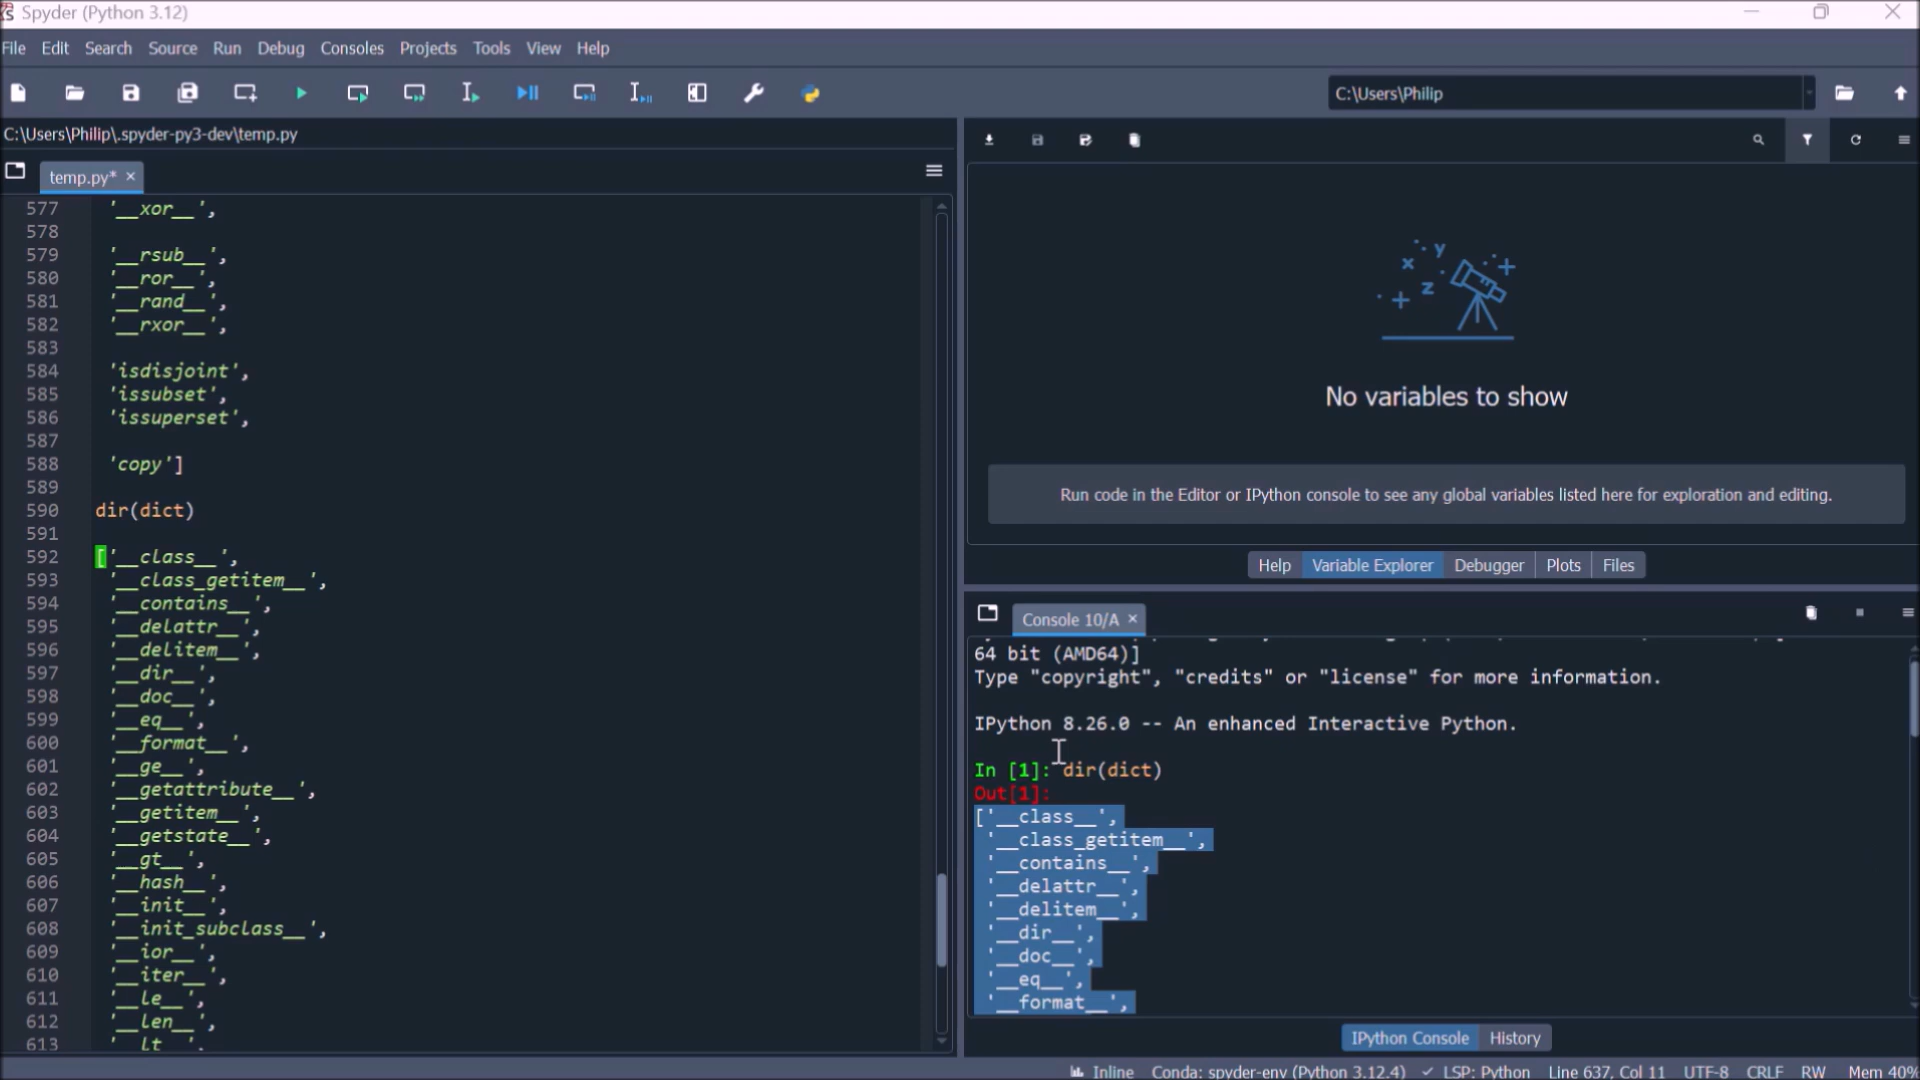 Spyder (Python 3.12)
File Edit Search Source Run Debug Consoles Projects Tools View Help
C:\Users\Philip
C:\Users\Philip\.spyder-py3-dev\temp.py
temp.py*
577 '__xor__',
578
579 '__rsub__',
580 '__ror__',
581 '__rand__',
582 '__rxor__',
583
584 'isdisjoint',
585 'issubset',
586 'issuperset',
587
588 'copy']
589
590 dir(dict)
591
592 ['__class__',
593 '__class_getitem__',
594 '__contains__',
595 '__delattr__',
596 '__delitem__',
597 '__dir__',
598 '__doc__',
599 '__eq__',
600 '__format__',
601 '__ge__',
602 '__getattribute__',
603 '__getitem__',
604 '__getstate__',
605 '__gt__',
606 '__hash__',
607 '__init__',
608 '__init_subclass__',
609 '__ior__',
610 '__iter__',
611 '__le__',
612 '__len__',
613 '__lt__',
No variables to show
Run code in the Editor or IPython console to see any global variables listed here for exploration and editing.
Help Variable Explorer Debugger Plots Files
Console 10/A
64 bit (AMD64)]
Type "copyright", "credits" or "license" for more information.
IPython 8.26.0 -- An enhanced Interactive Python.
In [1]: dir(dict)
Out[1]:
['__class__',
'__class_getitem__',
'__contains__',
'__delattr__',
'__delitem__',
'__dir__',
'__doc__',
'__eq__',
'__format__',
IPython Console History
Inline Conda: spyder-env (Python 3.12.4) LSP: Python Line 637, Col 11 UTF-8 CRLF RW Mem 40%